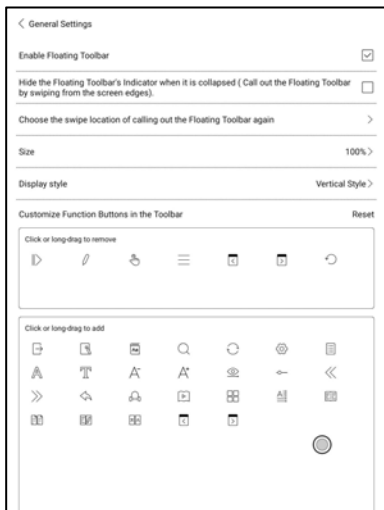 General Settings
Enable Floating Toolbar
Hide the Floating Toolbar's Indicator when it is collapsed ( Call out the Floating Toolbar
by swiping from the screen edges).
Choose the swipe location of calling out the Floating Toolbar again
Size 100%
Display style Vertical Style
Customize Function Buttons in the Toolbar Reset
Click or long-drag to remove
Click or long-drag to add